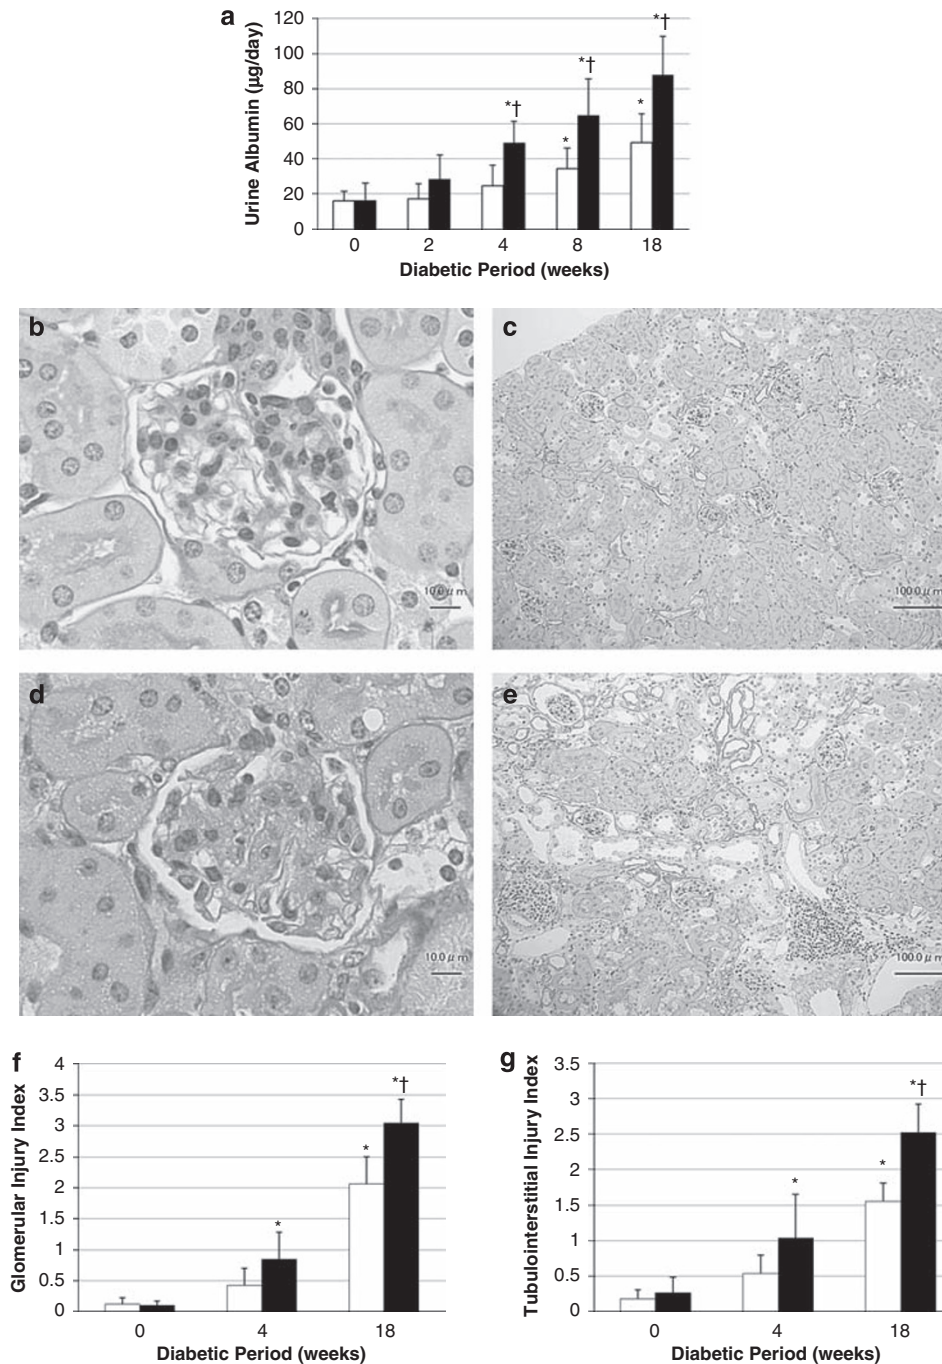 a
120
100
80
60
40
20
0
Urine Albumin (µg/day)
*†
*†
*
*†
*
0 2 4 8 18
Diabetic Period (weeks)
b
10.0 µm
c
100.0 µm
d
10.0 µm
e
100.0 µm
f
4
3.5
3
2.5
2
1.5
1
0.5
0
Glomerular Injury Index
*
*
*†
0 4 18
Diabetic Period (weeks)
g
3.5
3
2.5
2
1.5
1
0.5
0
Tubulointerstitial Injury Index
*
*
*†
0 4 18
Diabetic Period (weeks)